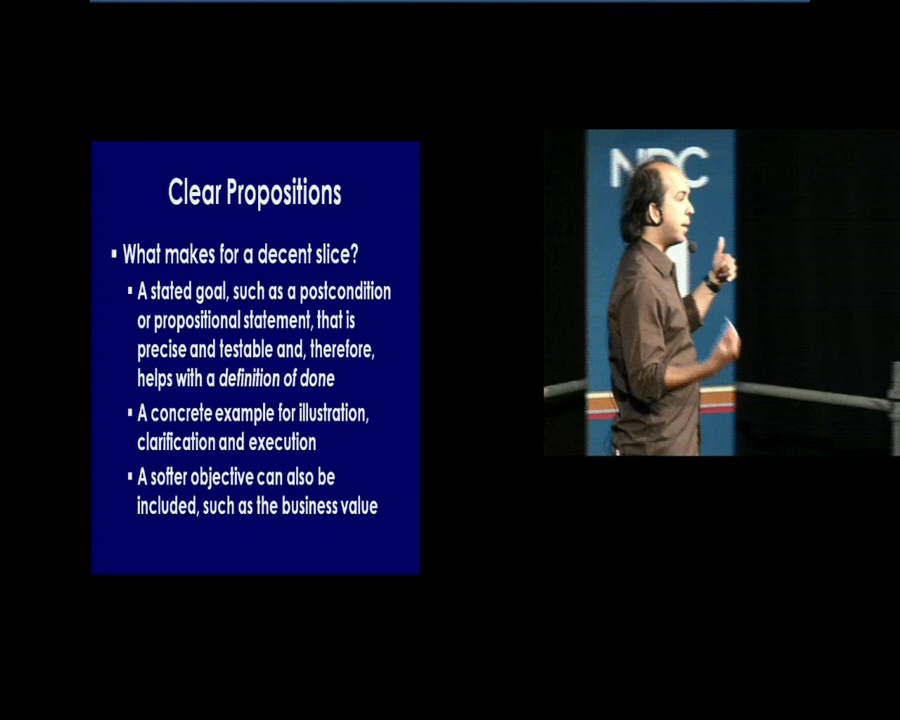 Clear Propositions
▪ What makes for a decent slice?
▪ A stated goal, such as a postcondition
or propositional statement, that is
precise and testable and, therefore,
helps with a definition of done
▪ A concrete example for illustration,
clarification and execution
▪ A softer objective can also be
included, such as the business value
NDC